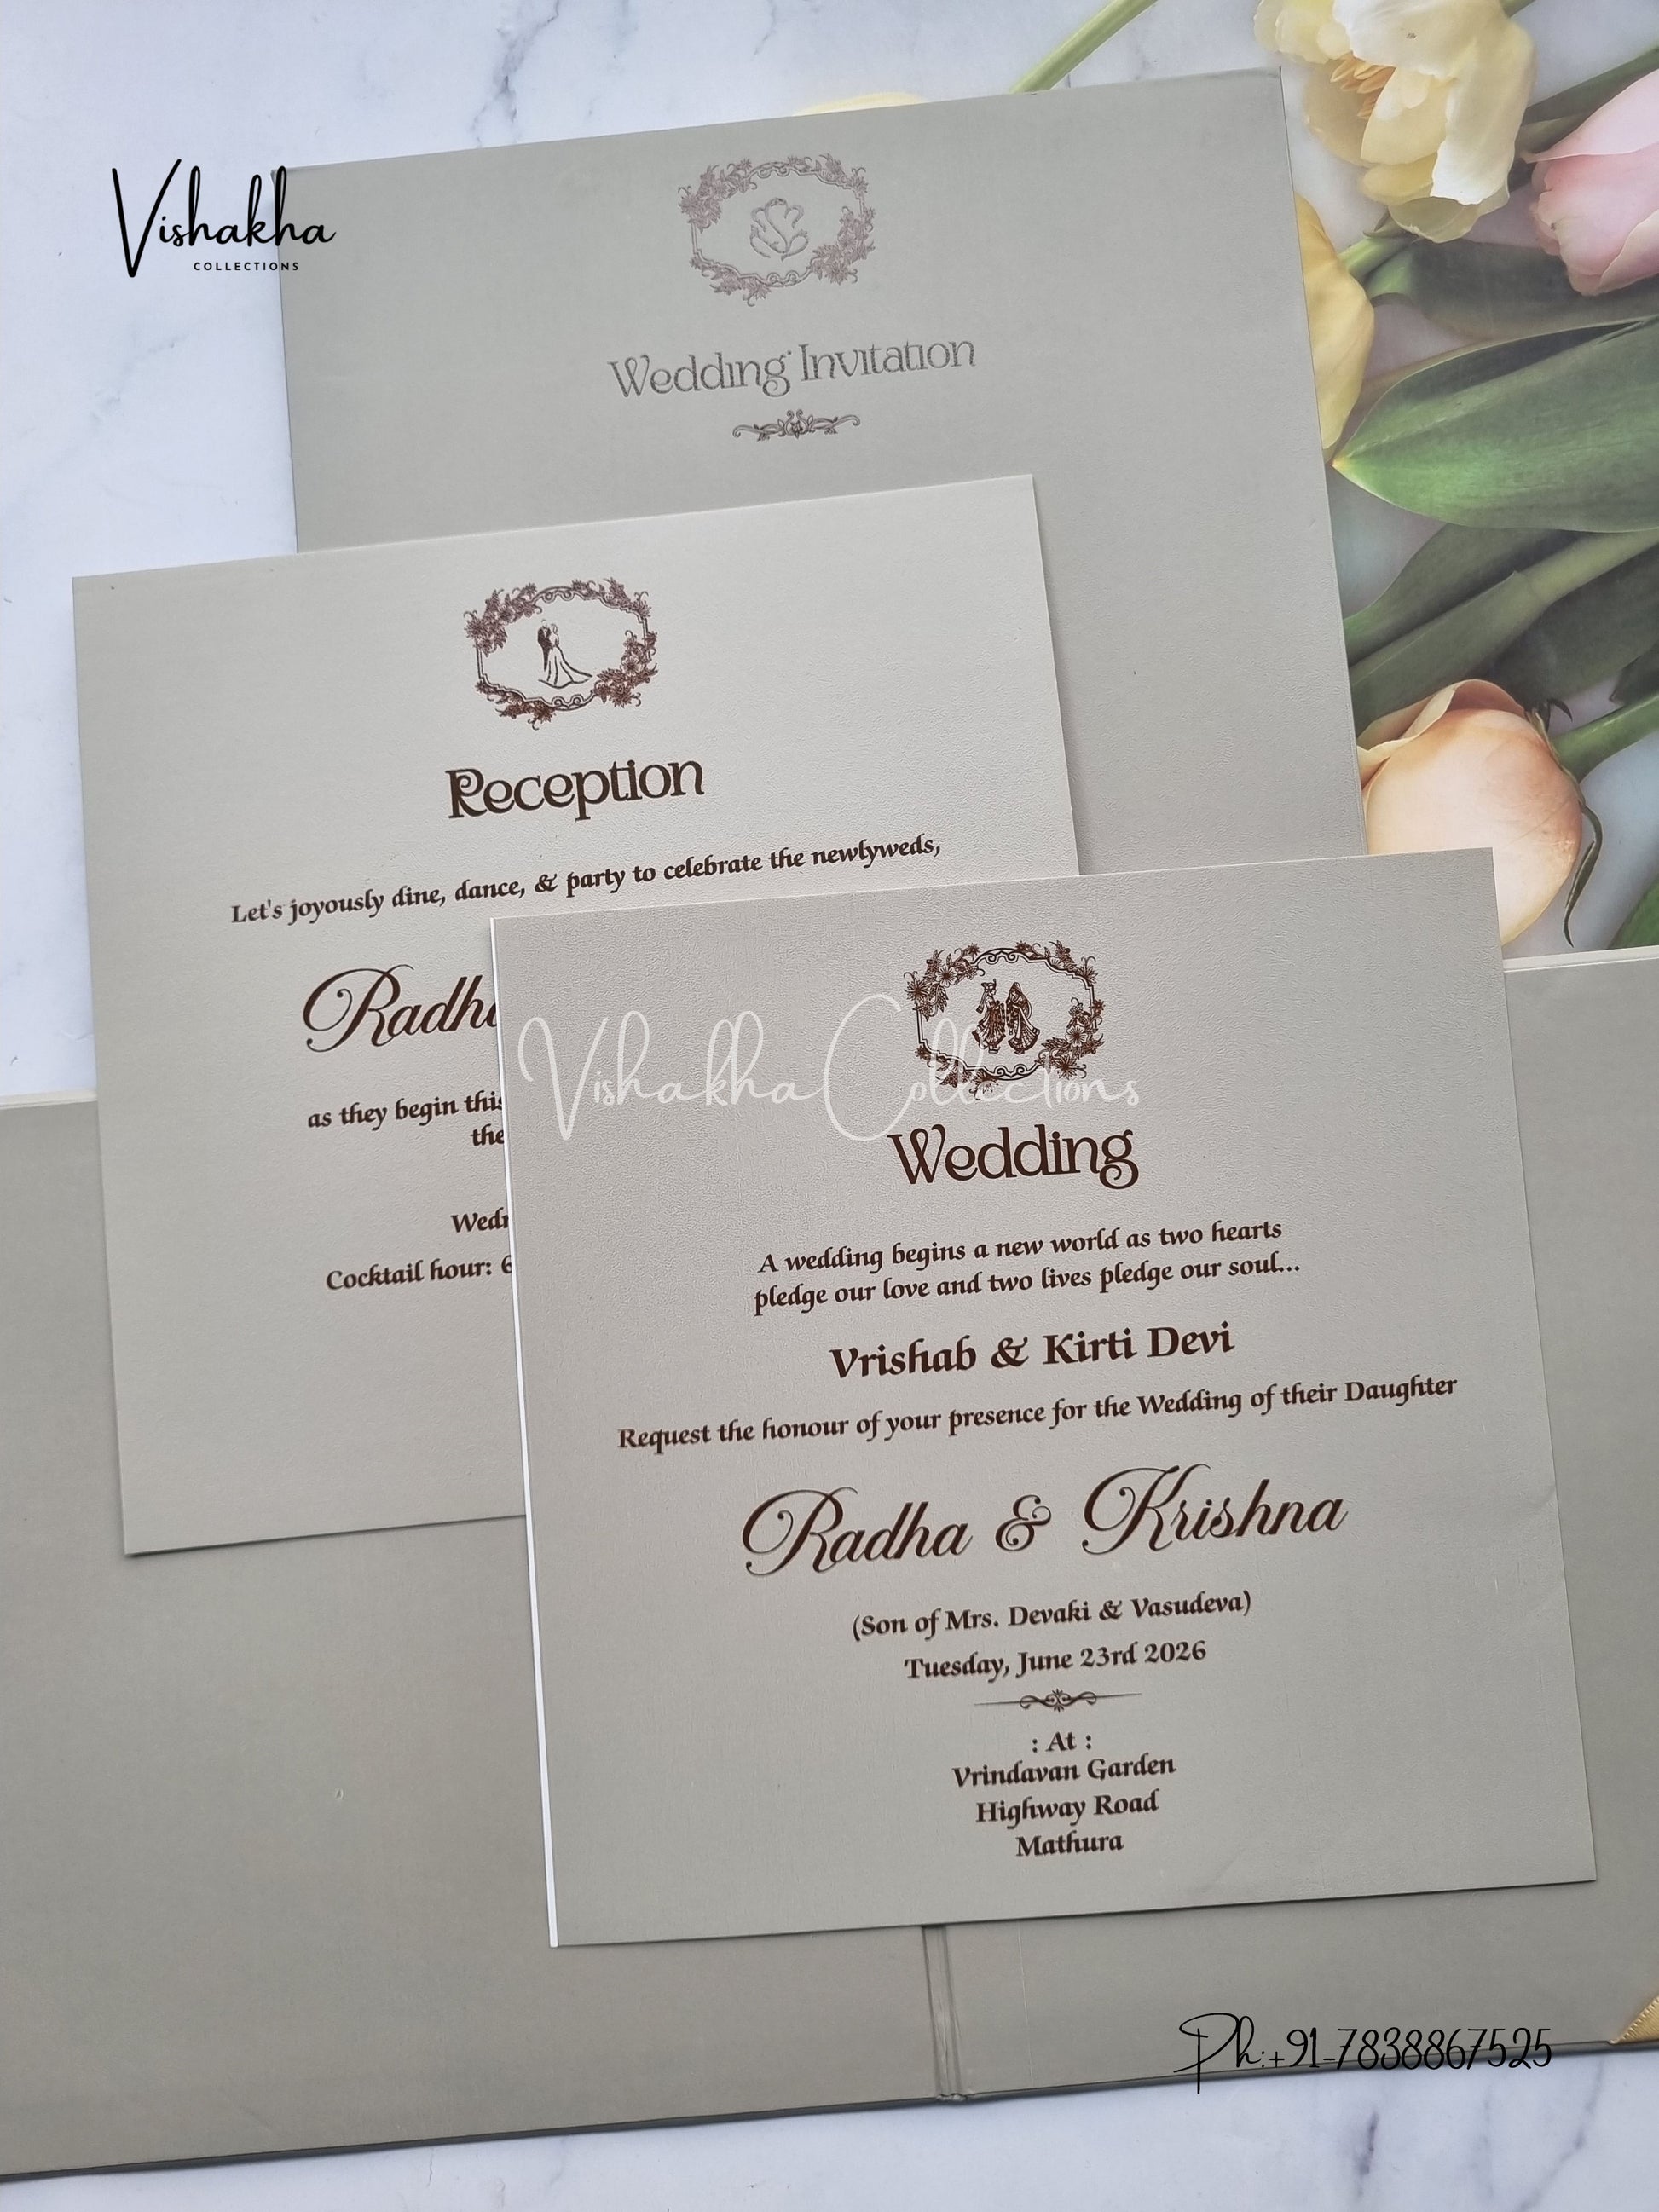 Vishakha
COLLECTIONS
Wedding Invitation
Reception
Let's joyously dine, dance, & party to celebrate the newlyweds,
as they begin this
the
Cocktail hour: 6
Vishakha Collections
Wedding
A wedding begins a new world as two hearts
pledge our love and two lives pledge our soul...
Vrishab & Kirti Devi
Request the honour of your presence for the Wedding of their Daughter
Radha & Krishna
(Son of Mrs. Devaki & Vasudeva)
Tuesday, June 23rd 2026
: At :
Vrindavan Garden
Highway Road
Mathura
Ph:+91-7838867525